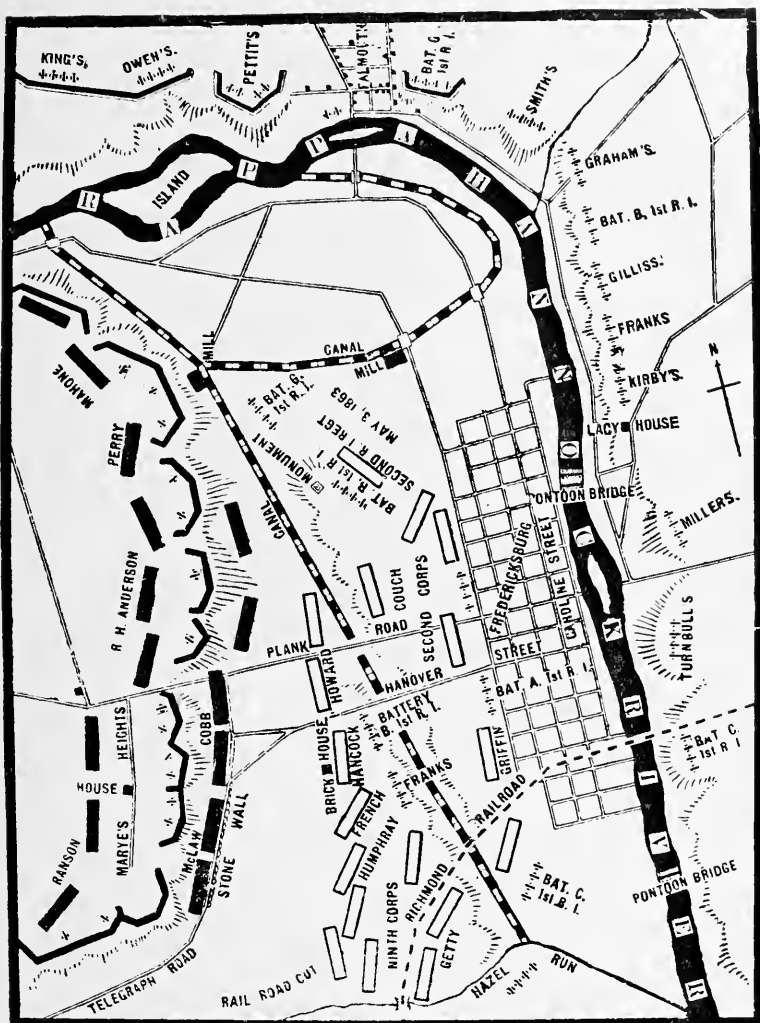 KING'S,
OWEN'S.
PETTIT'S
FALMOUTH
BAT. G.
1st R. I.
SMITH'S
GRAHAM'S.
BAT. B, 1st R. I.
GILLISS.
FRANKS
KIRBY'S.
N
LACY HOUSE
RAPPAHANNOCK RIVER
ISLAND
MILL
CANAL
MILL
BAT. G.
1st R. I.
MAHONE
PERRY
MONUMENT
SECOND R I REGT
MAY 3, 1863
BAT B, 1st R I
CANAL
PONTOON BRIDGE
MILLERS.
R. H. ANDERSON
COUCH
SECOND CORPS
FREDERICKSBURG
CAROLINE STREET
PLANK ROAD
HOWARD
HANOVER STREET
BAT. A. 1st R. I.
TURNBULL'S
BAT C.
1st R I
HEIGHTS
HOUSE
MARYE'S
COBB
BRICK HOUSE
HANCOCK
BATTERY
B, 1st R. I.
GRIFFIN
FRANKS
FRENCH
HUMPHRAY
RANSON
McLAW
STONE WALL
RICHMOND RAILROAD
BAT. C.
1st R. I.
PONTOON BRIDGE
NINTH CORPS
GETTY
TELEGRAPH ROAD
RAIL ROAD CUT
HAZEL RUN